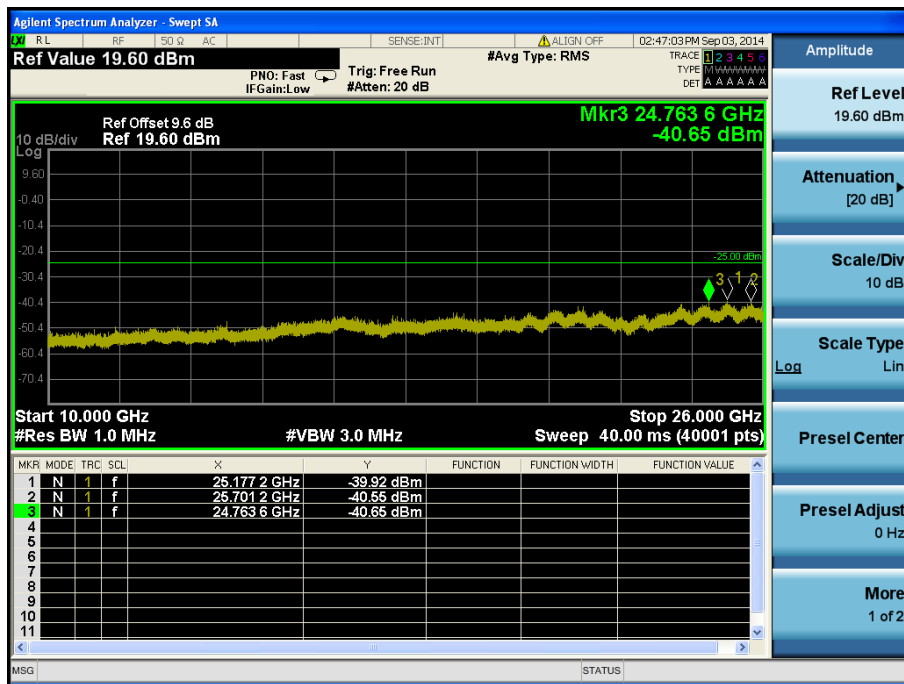 Agilent Spectrum Analyzer - Swept SA
LXI RL RF 50 Ω AC SENSE:INT ALIGN OFF 02:47:03 PM Sep 03, 2014
Ref Value 19.60 dBm
PNO: Fast
IFGain:Low
Trig: Free Run
#Atten: 20 dB
#Avg Type: RMS
TRACE 1 2 3 4 5 6
TYPE M WWWWW
DET A A A A A A
Mkr3 24.763 6 GHz
-40.65 dBm
Ref Offset 9.6 dB
Ref 19.60 dBm
10 dB/div
Log
9.60
-0.40
-10.4
-20.4
-25.00 dBm
-30.4
3 1 2
-40.4
-50.4
-60.4
-70.4
Start 10.000 GHz Stop 26.000 GHz
#Res BW 1.0 MHz #VBW 3.0 MHz Sweep 40.00 ms (40001 pts)
MKR MODE TRC SCL X Y FUNCTION FUNCTION WIDTH FUNCTION VALUE
1 N 1 f 25.177 2 GHz -39.92 dBm
2 N 1 f 25.701 2 GHz -40.55 dBm
3 N 1 f 24.763 6 GHz -40.65 dBm
4
5
6
7
8
9
10
11
MSG STATUS
Amplitude
Ref Level
19.60 dBm
Attenuation
[20 dB]
Scale/Div
10 dB
Scale Type
Log Lin
Presel Center
Presel Adjust
0 Hz
More
1 of 2